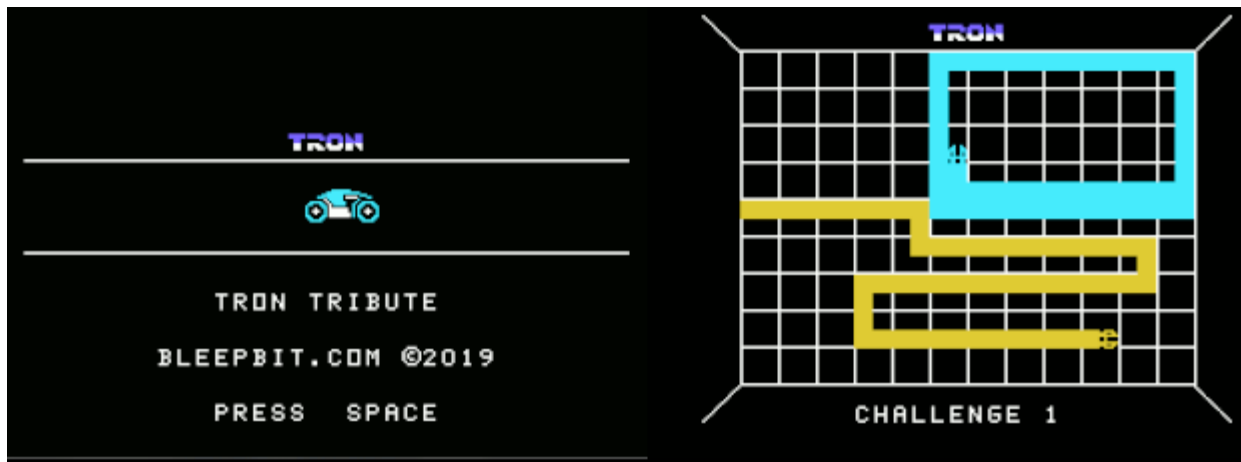 TRON
TRON TRIBUTE
BLEEPBIT.COM ©2019
PRESS SPACE
TRON
CHALLENGE 1